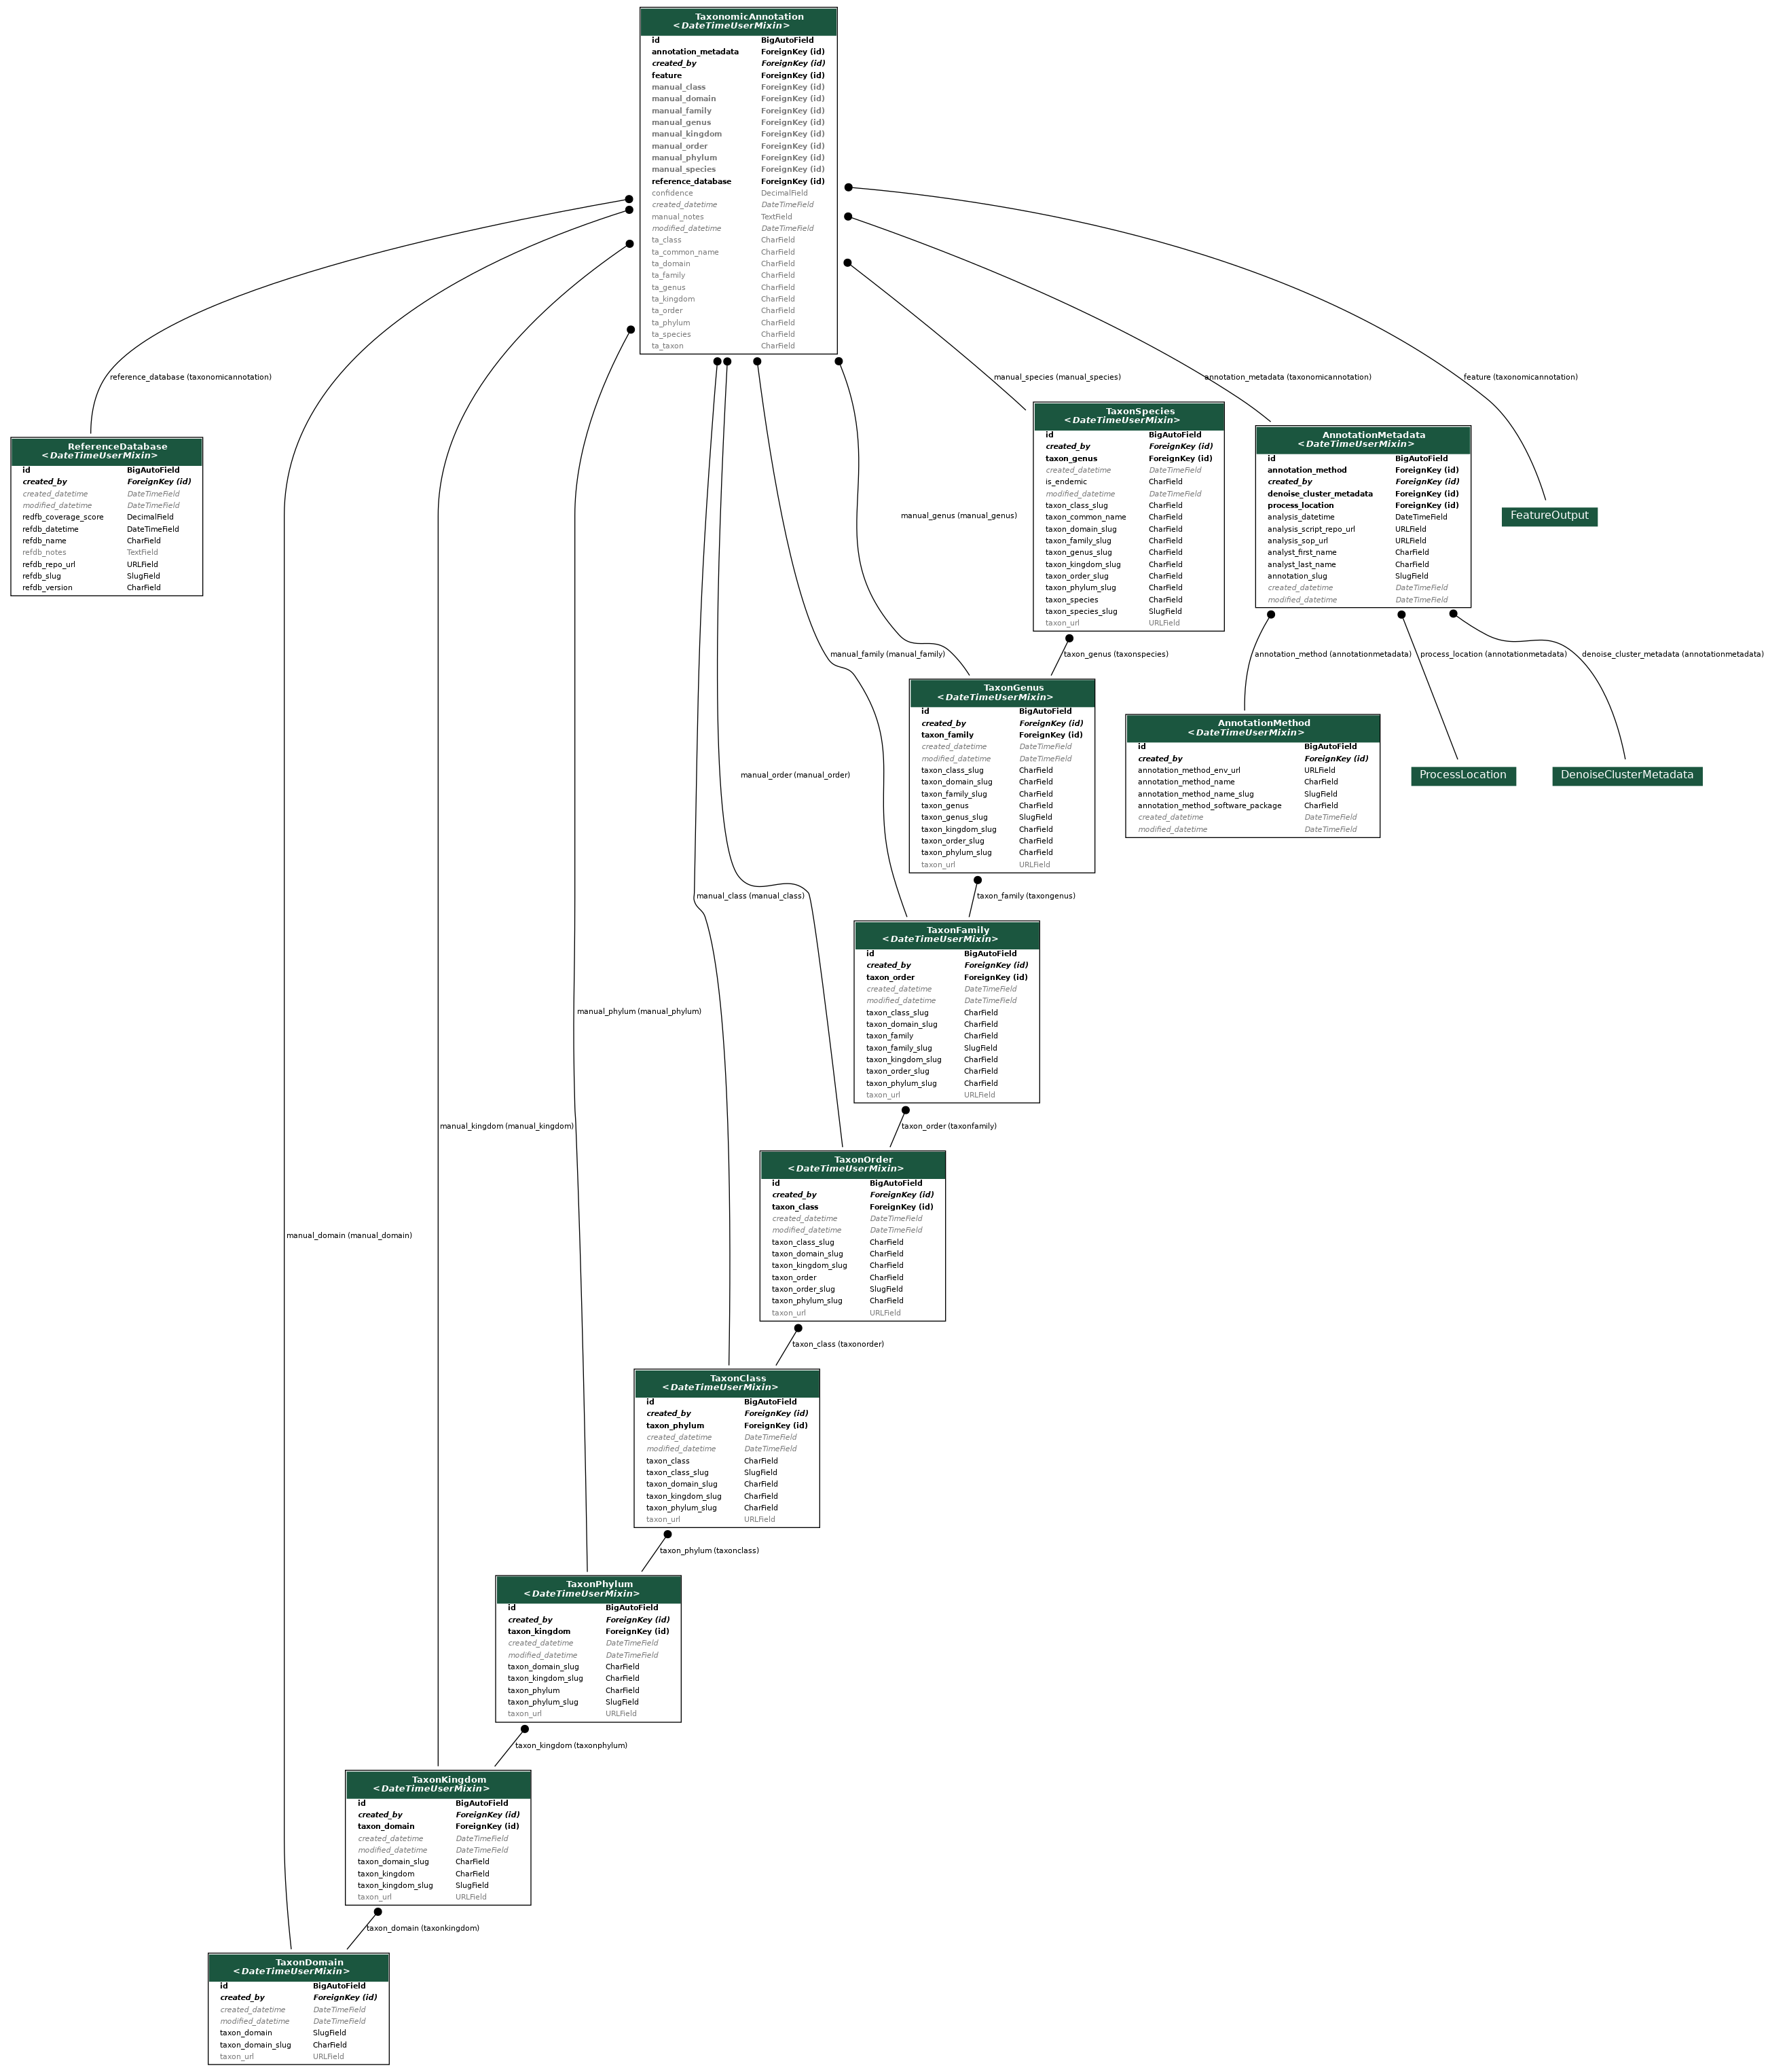 TaxonomicAnnotation
<DateTimeUserMixin>
id BigAutoField
annotation_metadata ForeignKey (id)
created_by ForeignKey (id)
feature ForeignKey (id)
manual_class ForeignKey (id)
manual_domain ForeignKey (id)
manual_family ForeignKey (id)
manual_genus ForeignKey (id)
manual_kingdom ForeignKey (id)
manual_order ForeignKey (id)
manual_phylum ForeignKey (id)
manual_species ForeignKey (id)
reference_database ForeignKey (id)
confidence DecimalField
created_datetime DateTimeField
manual_notes TextField
modified_datetime DateTimeField
ta_class CharField
ta_common_name CharField
ta_domain CharField
ta_family CharField
ta_genus CharField
ta_kingdom CharField
ta_order CharField
ta_phylum CharField
ta_species CharField
ta_taxon CharField
reference_database (taxonomicannotation)
manual_species (manual_species)
annotation_metadata (taxonomicannotation)
feature (taxonomicannotation)
ReferenceDatabase
<DateTimeUserMixin>
id BigAutoField
created_by ForeignKey (id)
created_datetime DateTimeField
modified_datetime DateTimeField
redfb_coverage_score DecimalField
refdb_datetime DateTimeField
refdb_name CharField
refdb_notes TextField
refdb_repo_url URLField
refdb_slug SlugField
refdb_version CharField
manual_genus (manual_genus)
TaxonSpecies
<DateTimeUserMixin>
id BigAutoField
created_by ForeignKey (id)
taxon_genus ForeignKey (id)
created_datetime DateTimeField
is_endemic CharField
modified_datetime DateTimeField
taxon_class_slug CharField
taxon_common_name CharField
taxon_domain_slug CharField
taxon_family_slug CharField
taxon_genus_slug CharField
taxon_kingdom_slug CharField
taxon_order_slug CharField
taxon_phylum_slug CharField
taxon_species CharField
taxon_species_slug SlugField
taxon_url URLField
AnnotationMetadata
<DateTimeUserMixin>
id BigAutoField
annotation_method ForeignKey (id)
created_by ForeignKey (id)
denoise_cluster_metadata ForeignKey (id)
process_location ForeignKey (id)
analysis_datetime DateTimeField
analysis_script_repo_url URLField
analysis_sop_url URLField
analyst_first_name CharField
analyst_last_name CharField
annotation_slug SlugField
created_datetime DateTimeField
modified_datetime DateTimeField
FeatureOutput
manual_family (manual_family)
taxon_genus (taxonspecies)
annotation_method (annotationmetadata)
process_location (annotationmetadata)
denoise_cluster_metadata (annotationmetadata)
TaxonGenus
<DateTimeUserMixin>
id BigAutoField
created_by ForeignKey (id)
taxon_family ForeignKey (id)
created_datetime DateTimeField
modified_datetime DateTimeField
taxon_class_slug CharField
taxon_domain_slug CharField
taxon_family_slug CharField
taxon_genus CharField
taxon_genus_slug SlugField
taxon_kingdom_slug CharField
taxon_order_slug CharField
taxon_phylum_slug CharField
taxon_url URLField
AnnotationMethod
<DateTimeUserMixin>
id BigAutoField
created_by ForeignKey (id)
annotation_method_env_url URLField
annotation_method_name CharField
annotation_method_name_slug SlugField
annotation_method_software_package CharField
created_datetime DateTimeField
modified_datetime DateTimeField
ProcessLocation
DenoiseClusterMetadata
manual_order (manual_order)
manual_class (manual_class)
taxon_family (taxongenus)
TaxonFamily
<DateTimeUserMixin>
id BigAutoField
created_by ForeignKey (id)
taxon_order ForeignKey (id)
created_datetime DateTimeField
modified_datetime DateTimeField
taxon_class_slug CharField
taxon_domain_slug CharField
taxon_family CharField
taxon_family_slug SlugField
taxon_kingdom_slug CharField
taxon_order_slug CharField
taxon_phylum_slug CharField
taxon_url URLField
manual_phylum (manual_phylum)
manual_kingdom (manual_kingdom)
taxon_order (taxonfamily)
TaxonOrder
<DateTimeUserMixin>
id BigAutoField
created_by ForeignKey (id)
taxon_class ForeignKey (id)
created_datetime DateTimeField
modified_datetime DateTimeField
taxon_class_slug CharField
taxon_domain_slug CharField
taxon_kingdom_slug CharField
taxon_order CharField
taxon_order_slug SlugField
taxon_phylum_slug CharField
taxon_url URLField
manual_domain (manual_domain)
taxon_class (taxonorder)
TaxonClass
<DateTimeUserMixin>
id BigAutoField
created_by ForeignKey (id)
taxon_phylum ForeignKey (id)
created_datetime DateTimeField
modified_datetime DateTimeField
taxon_class CharField
taxon_class_slug SlugField
taxon_domain_slug CharField
taxon_kingdom_slug CharField
taxon_phylum_slug CharField
taxon_url URLField
taxon_phylum (taxonclass)
TaxonPhylum
<DateTimeUserMixin>
id BigAutoField
created_by ForeignKey (id)
taxon_kingdom ForeignKey (id)
created_datetime DateTimeField
modified_datetime DateTimeField
taxon_domain_slug CharField
taxon_kingdom_slug CharField
taxon_phylum CharField
taxon_phylum_slug SlugField
taxon_url URLField
taxon_kingdom (taxonphylum)
TaxonKingdom
<DateTimeUserMixin>
id BigAutoField
created_by ForeignKey (id)
taxon_domain ForeignKey (id)
created_datetime DateTimeField
modified_datetime DateTimeField
taxon_domain_slug CharField
taxon_kingdom CharField
taxon_kingdom_slug SlugField
taxon_url URLField
taxon_domain (taxonkingdom)
TaxonDomain
<DateTimeUserMixin>
id BigAutoField
created_by ForeignKey (id)
created_datetime DateTimeField
modified_datetime DateTimeField
taxon_domain SlugField
taxon_domain_slug CharField
taxon_url URLField